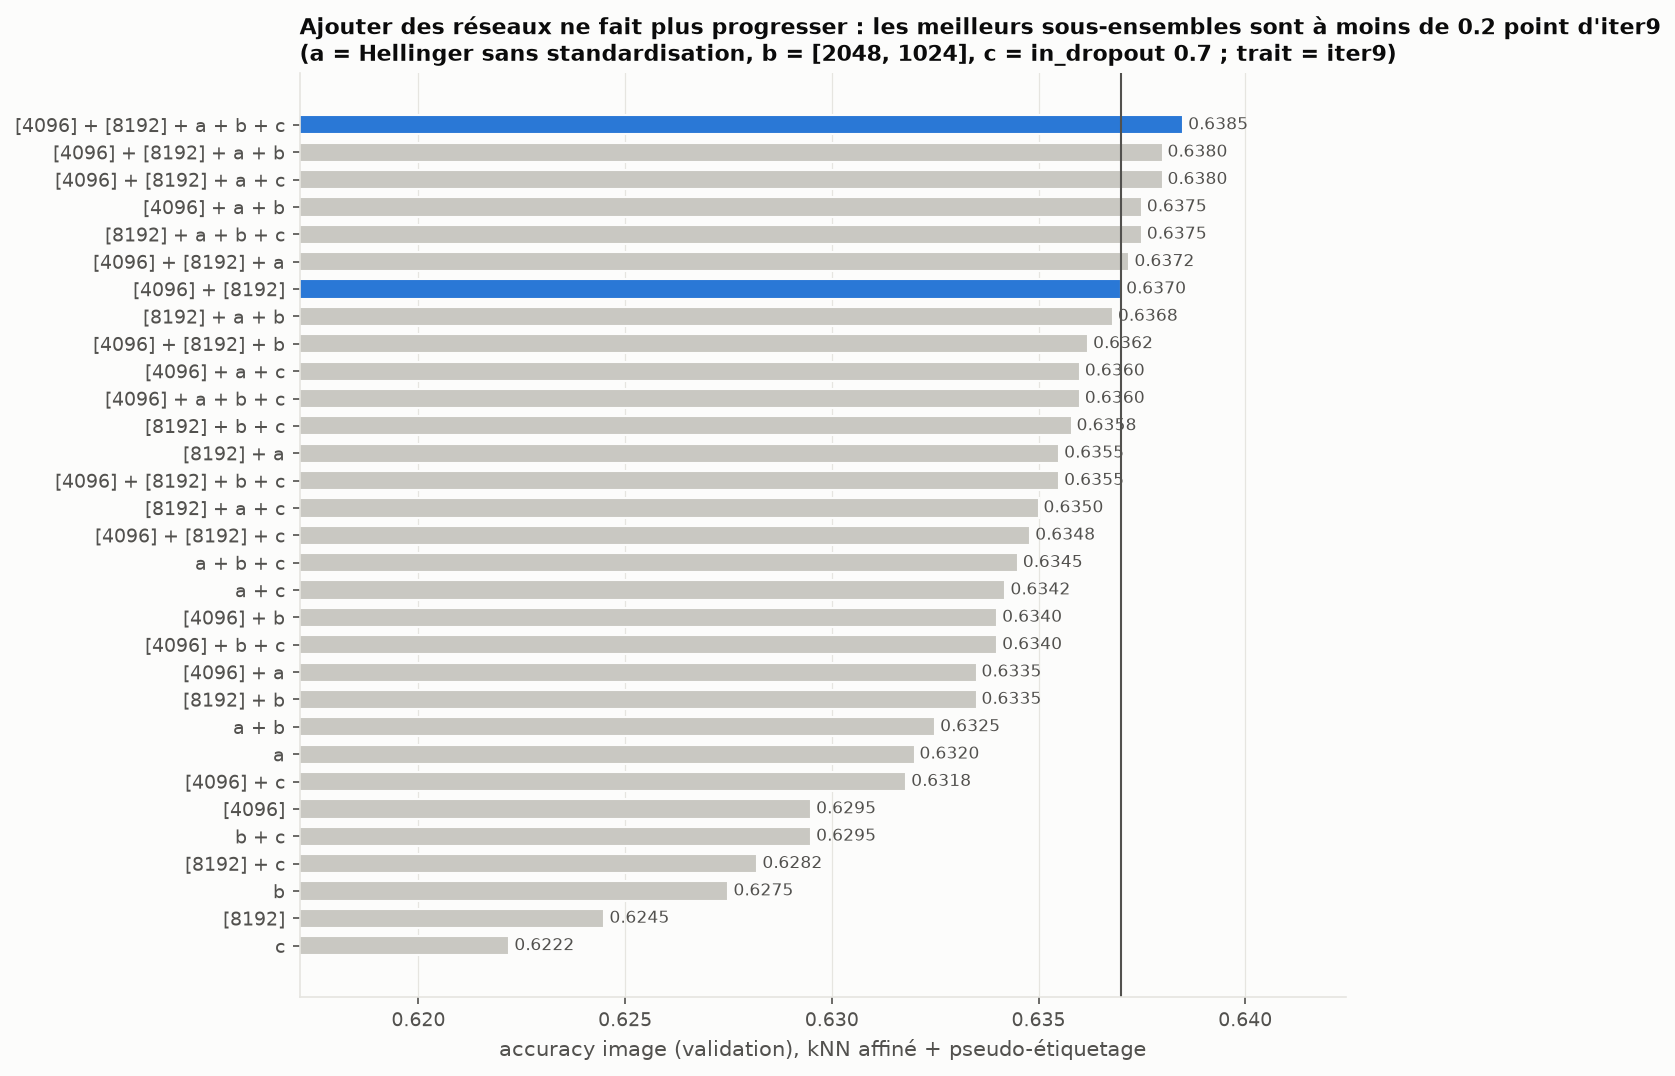 Ajouter des réseaux ne fait plus progresser : les meilleurs sous-ensembles sont à moins de 0.2 point d'iter9
(a = Hellinger sans standardisation, b = [2048, 1024], c = in_dropout 0.7 ; trait = iter9)
[4096] + [8192] + a + b + c 0.6385
[4096] + [8192] + a + b 0.6380
[4096] + [8192] + a + c 0.6380
[4096] + a + b 0.6375
[8192] + a + b + c 0.6375
[4096] + [8192] + a 0.6372
[4096] + [8192] 0.6370
[8192] + a + b 0.6368
[4096] + [8192] + b 0.6362
[4096] + a + c 0.6360
[4096] + a + b + c 0.6360
[8192] + b + c 0.6358
[8192] + a 0.6355
[4096] + [8192] + b + c 0.6355
[8192] + a + c 0.6350
[4096] + [8192] + c 0.6348
a + b + c 0.6345
a + c 0.6342
[4096] + b 0.6340
[4096] + b + c 0.6340
[4096] + a 0.6335
[8192] + b 0.6335
a + b 0.6325
a 0.6320
[4096] + c 0.6318
[4096] 0.6295
b + c 0.6295
[8192] + c 0.6282
b 0.6275
[8192] 0.6245
c 0.6222
0.620 0.625 0.630 0.635 0.640
accuracy image (validation), kNN affiné + pseudo-étiquetage